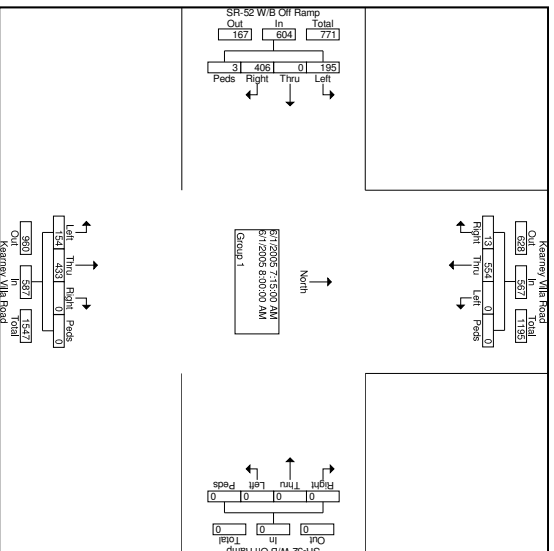 SR-52 W/B Off Ramp
Out In Total
167 604 771
3 406 0 195
Peds Right Thru Left
Kearney Villa Road
Out In Total
628 567 1195
13 554 0 0
Right Thru Left Peds
North
6/1/2005 7:15:00 AM
6/1/2005 8:00:00 AM
Group 1
Left Thru Right Peds
154 433 0 0
960 587 1547
Out In Total
Kearney Villa Road
Peds Left Thru Right
0 0 0 0
0 0 0
Total In Out
SR-52 W/B Off Ramp